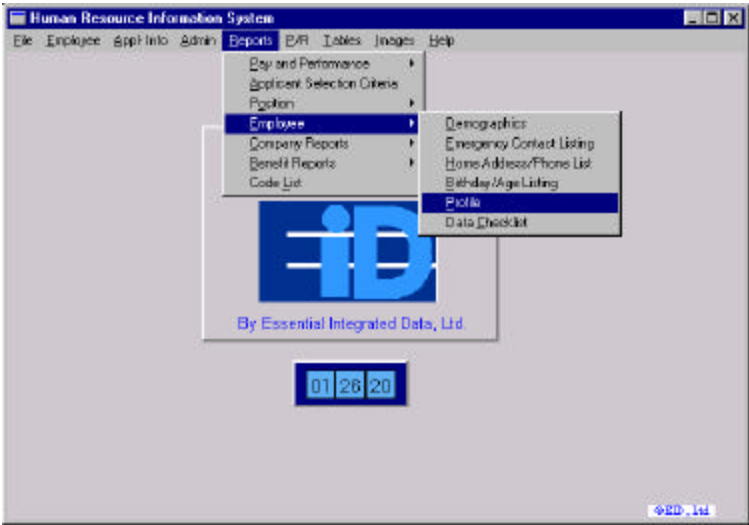 Human Resource Information System
File Employee Appl-Info Admin Reports E/R Tables Images Help
Pay and Performance
Applicant Selection Criteria
Position
Employee
Company Reports
Benefit Reports
Code List
Demographics
Emergency Contact Listing
Home Address/Phone List
Birthday/Age Listing
Profile
Data Checklist
iD
By Essential Integrated Data, Ltd.
01 26 20
©EID, ltd